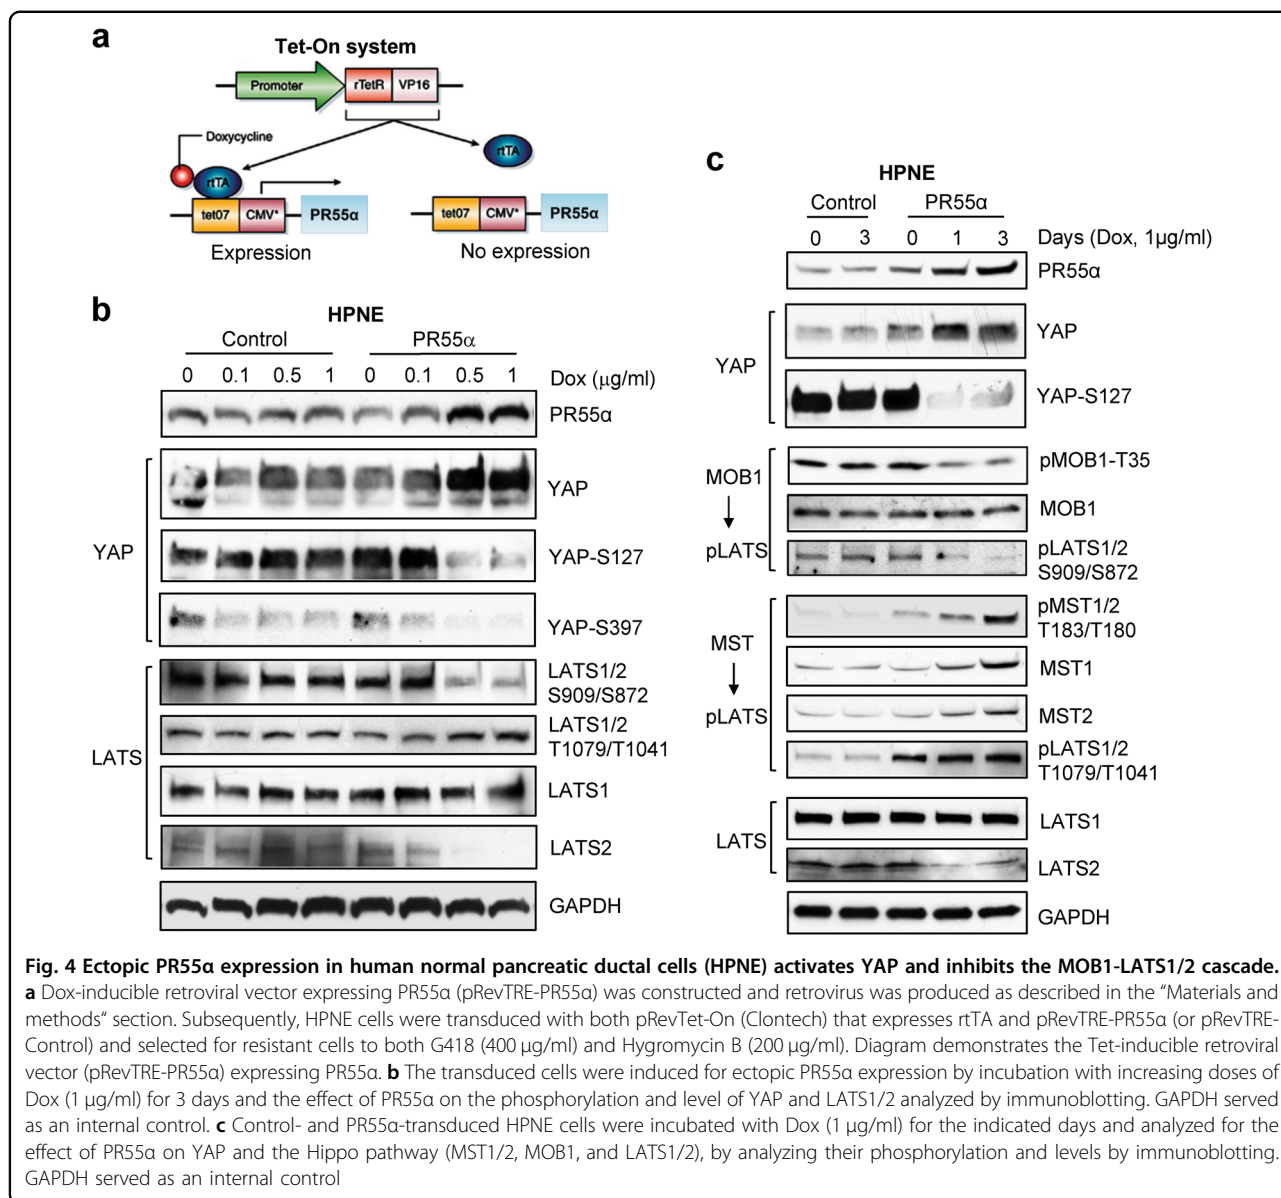 a
Tet-On system
Promoter rTetR VP16
Doxycycline
rtTA
rtTA
tet07 CMV* PR55α
tet07 CMV* PR55α
Expression
No expression
b
HPNE
Control PR55α
0 0.1 0.5 1 0 0.1 0.5 1 Dox (µg/ml)
PR55α
YAP
YAP
YAP-S127
YAP-S397
LATS
LATS1/2
S909/S872
LATS1/2
T1079/T1041
LATS1
LATS2
GAPDH
c
HPNE
Control PR55α
0 3 0 1 3 Days (Dox, 1µg/ml)
PR55α
YAP
YAP
YAP-S127
MOB1
pLATS
pMOB1-T35
MOB1
pLATS1/2
S909/S872
MST
pLATS
pMST1/2
T183/T180
MST1
MST2
pLATS1/2
T1079/T1041
LATS
LATS1
LATS2
GAPDH
Fig. 4 Ectopic PR55α expression in human normal pancreatic ductal cells (HPNE) activates YAP and inhibits the MOB1-LATS1/2 cascade.
a Dox-inducible retroviral vector expressing PR55α (pRevTRE-PR55α) was constructed and retrovirus was produced as described in the “Materials and
methods“ section. Subsequently, HPNE cells were transduced with both pRevTet-On (Clontech) that expresses rtTA and pRevTRE-PR55α (or pRevTRE-
Control) and selected for resistant cells to both G418 (400 µg/ml) and Hygromycin B (200 µg/ml). Diagram demonstrates the Tet-inducible retroviral
vector (pRevTRE-PR55α) expressing PR55α. b The transduced cells were induced for ectopic PR55α expression by incubation with increasing doses of
Dox (1 µg/ml) for 3 days and the effect of PR55α on the phosphorylation and level of YAP and LATS1/2 analyzed by immunoblotting. GAPDH served
as an internal control. c Control- and PR55α-transduced HPNE cells were incubated with Dox (1 µg/ml) for the indicated days and analyzed for the
effect of PR55α on YAP and the Hippo pathway (MST1/2, MOB1, and LATS1/2), by analyzing their phosphorylation and levels by immunoblotting.
GAPDH served as an internal control